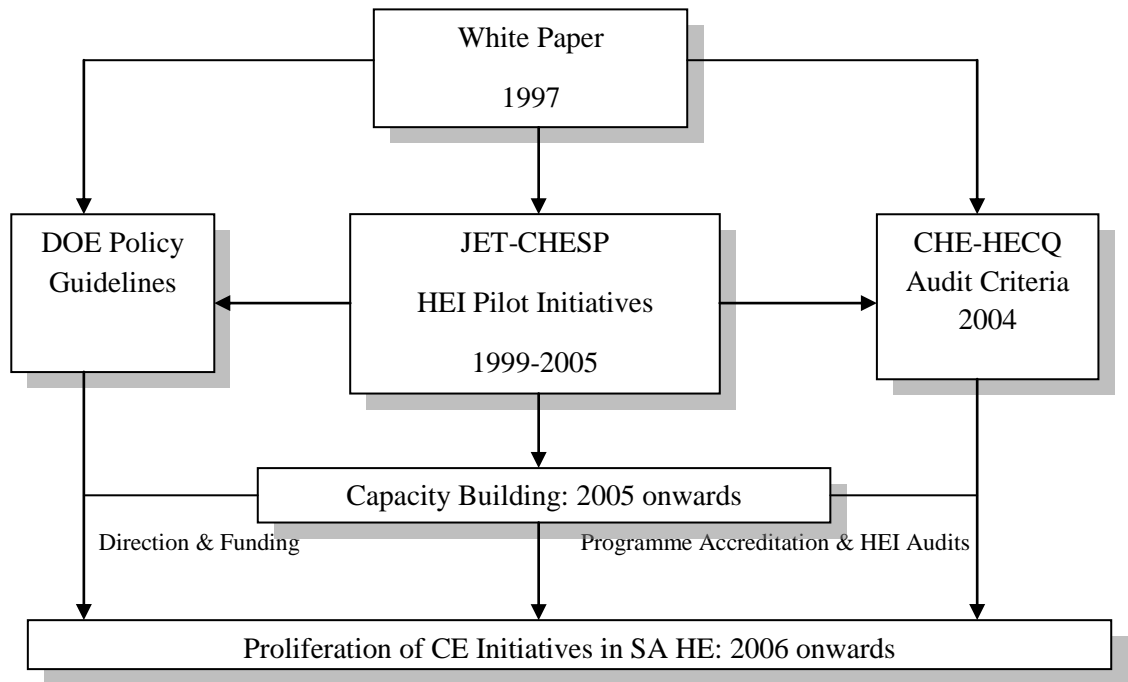 White Paper
1997
DOE Policy
Guidelines
JET-CHESP
HEI Pilot Initiatives
1999-2005
CHE-HECQ
Audit Criteria
2004
Capacity Building: 2005 onwards
Direction & Funding
Programme Accreditation & HEI Audits
Proliferation of CE Initiatives in SA HE: 2006 onwards